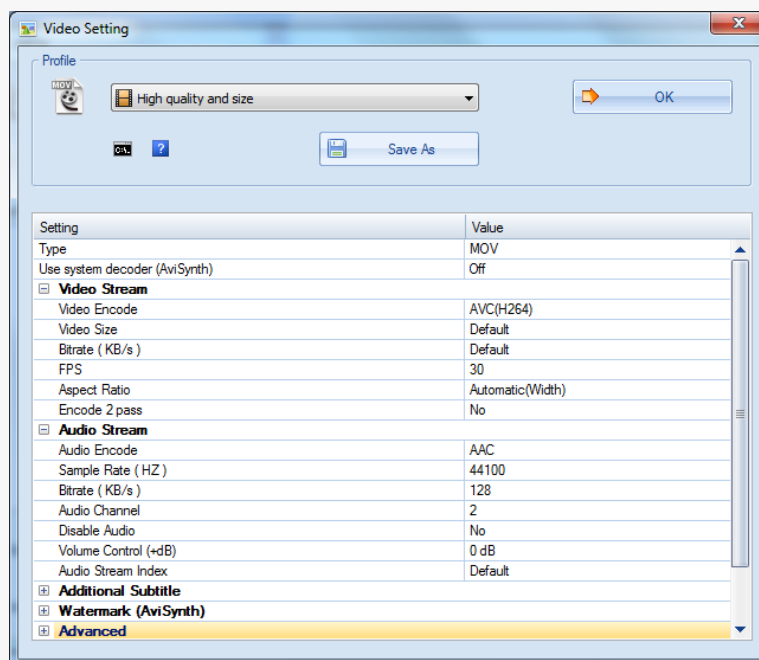 Video Setting
Profile
MOV
High quality and size
OK
C:\.
?
Save As
Setting Value
Type MOV
Use system decoder (AviSynth) Off
Video Stream
Video Encode AVC(H264)
Video Size Default
Bitrate ( KB/s ) Default
FPS 30
Aspect Ratio Automatic(Width)
Encode 2 pass No
Audio Stream
Audio Encode AAC
Sample Rate ( HZ ) 44100
Bitrate ( KB/s ) 128
Audio Channel 2
Disable Audio No
Volume Control (+dB) 0 dB
Audio Stream Index Default
Additional Subtitle
Watermark (AviSynth)
Advanced